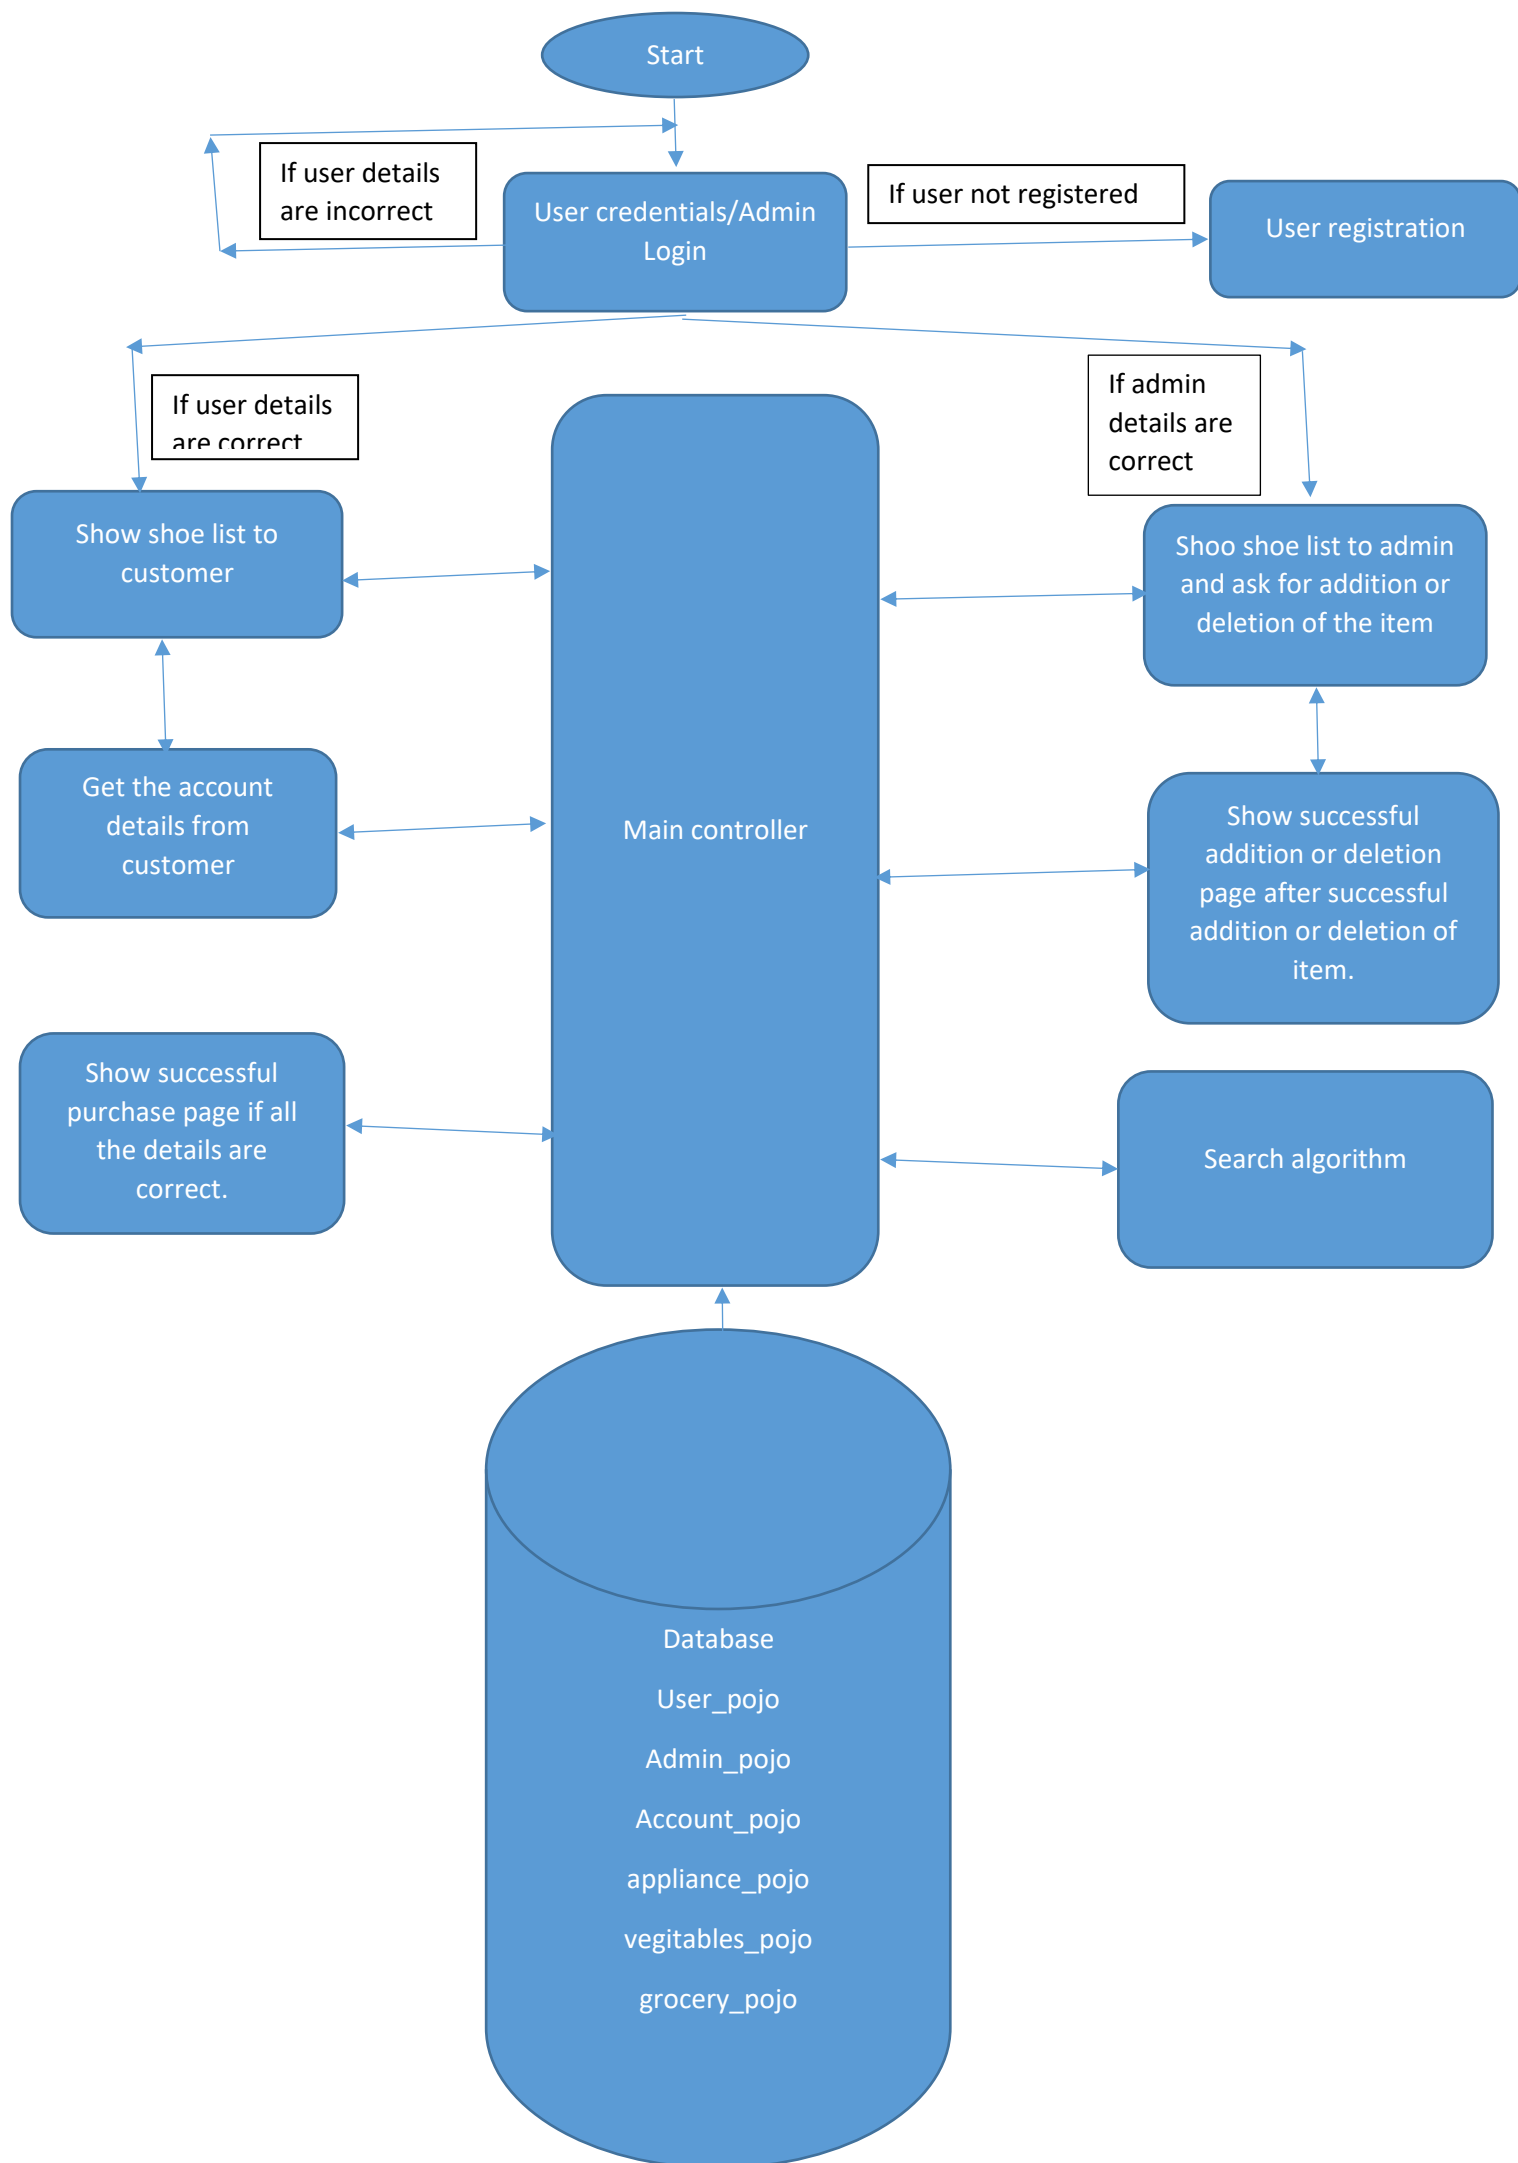 Start
If user details
are incorrect
User credentials/Admin
Login
If user not registered
User registration
If user details
are correct
If admin
details are
correct
Show shoe list to
customer
Shoo shoe list to admin
and ask for addition or
deletion of the item
Get the account
details from
customer
Main controller
Show successful
addition or deletion
page after successful
addition or deletion of
item.
Show successful
purchase page if all
the details are
correct.
Search algorithm
Database
User_pojo
Admin_pojo
Account_pojo
appliance_pojo
vegitables_pojo
grocery_pojo